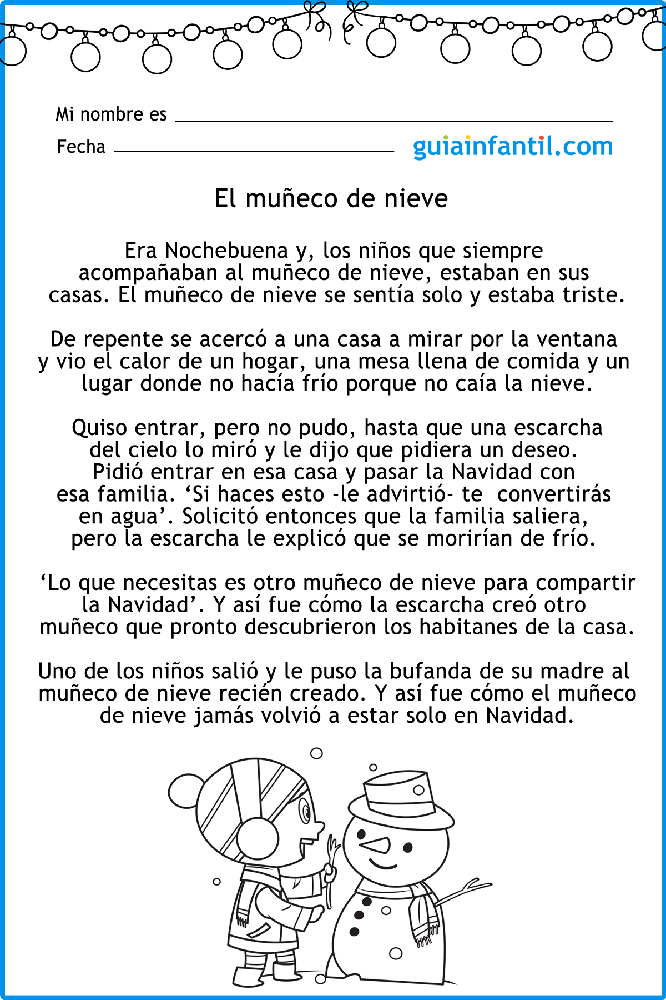 Mi nombre es
Fecha
guiainfantil.com
El muñeco de nieve
Era Nochebuena y, los niños que siempre
acompañaban al muñeco de nieve, estaban en sus
casas. El muñeco de nieve se sentía solo y estaba triste.
De repente se acercó a una casa a mirar por la ventana
y vio el calor de un hogar, una mesa llena de comida y un
lugar donde no hacía frío porque no caía la nieve.
Quiso entrar, pero no pudo, hasta que una escarcha
del cielo lo miró y le dijo que pidiera un deseo.
Pidió entrar en esa casa y pasar la Navidad con
esa familia. ‘Si haces esto -le advirtió- te  convertirás
en agua’. Solicitó entonces que la familia saliera,
pero la escarcha le explicó que se morirían de frío.
‘Lo que necesitas es otro muñeco de nieve para compartir
la Navidad’. Y así fue cómo la escarcha creó otro
muñeco que pronto descubrieron los habitanes de la casa.
Uno de los niños salió y le puso la bufanda de su madre al
muñeco de nieve recién creado. Y así fue cómo el muñeco
de nieve jamás volvió a estar solo en Navidad.